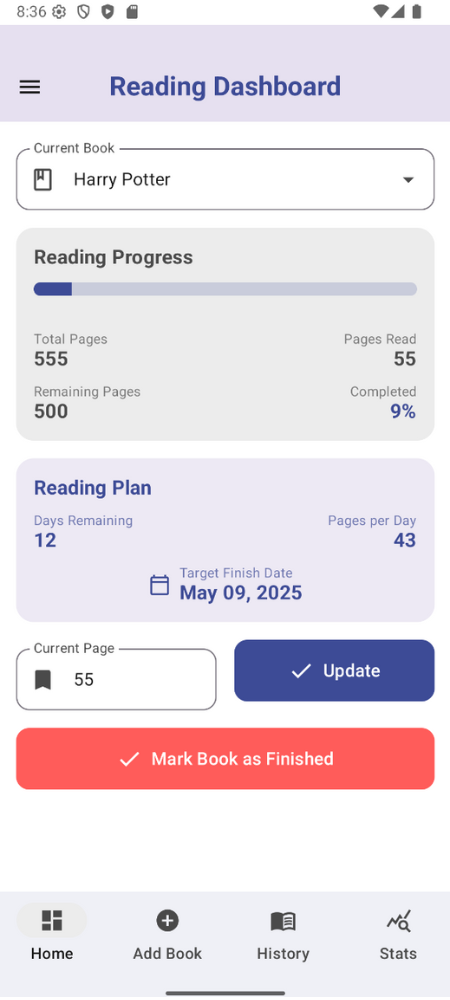 8:36
Reading Dashboard
Current Book
Harry Potter
Reading Progress
Total Pages Pages Read
555 55
Remaining Pages Completed
500 9%
Reading Plan
Days Remaining Pages per Day
12 43
Target Finish Date
May 09, 2025
Current Page
55 Update
Mark Book as Finished
Home Add Book History Stats